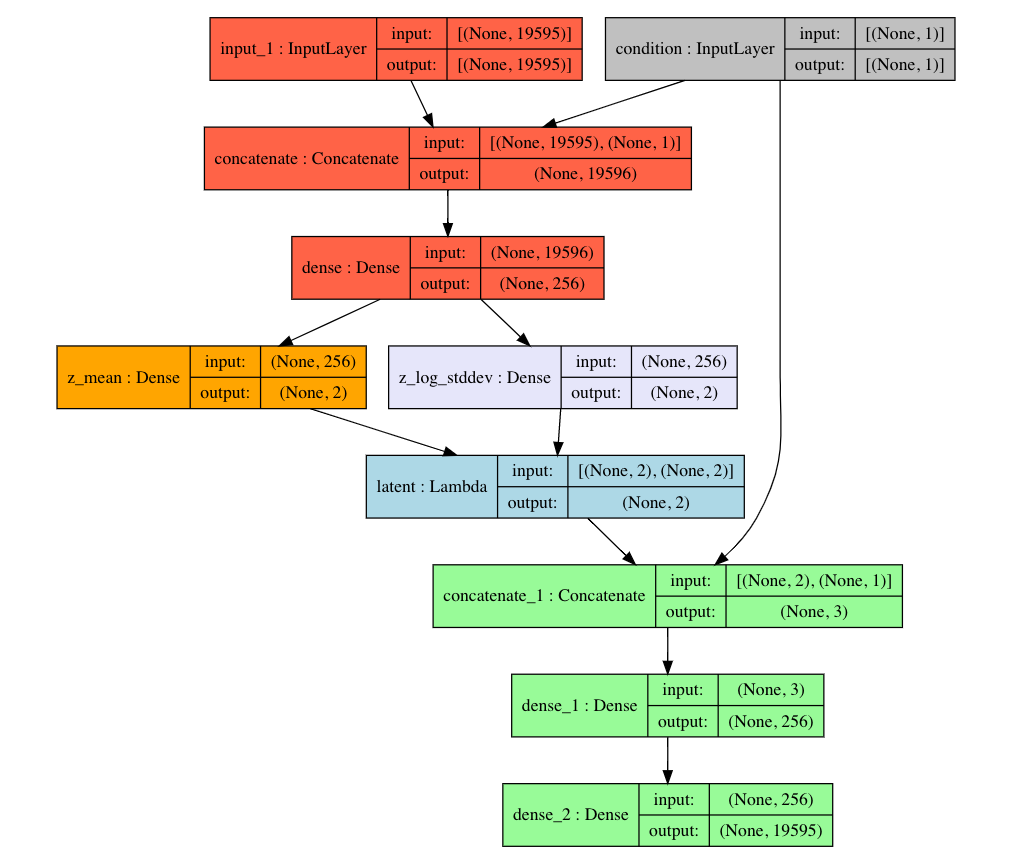 input_1 : InputLayer
input: [(None, 19595)]
output: [(None, 19595)]
condition : InputLayer
input: [(None, 1)]
output: [(None, 1)]
concatenate : Concatenate
input: [(None, 19595), (None, 1)]
output: (None, 19596)
dense : Dense
input: (None, 19596)
output: (None, 256)
z_mean : Dense
input: (None, 256)
output: (None, 2)
z_log_stddev : Dense
input: (None, 256)
output: (None, 2)
latent : Lambda
input: [(None, 2), (None, 2)]
output: (None, 2)
concatenate_1 : Concatenate
input: [(None, 2), (None, 1)]
output: (None, 3)
dense_1 : Dense
input: (None, 3)
output: (None, 256)
dense_2 : Dense
input: (None, 256)
output: (None, 19595)